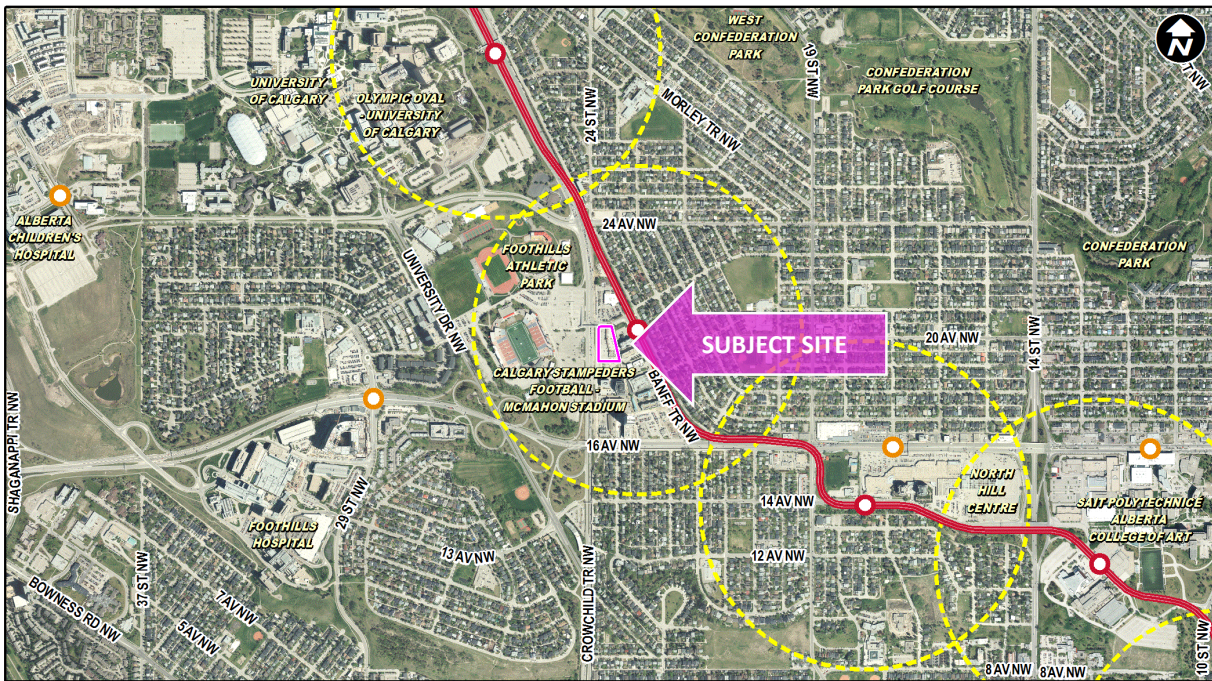 WEST
CONFEDERATION
PARK
19 ST NW
N
7 NW
UNIVERSITY
OF CALGARY
OLYMPIC OVAL
- UNIVERSITY
OF CALGARY
24 ST NW
MORLEY TR NW
CONFEDERATION
PARK GOLF COURSE
ALBERTA
CHILDREN'S
HOSPITAL
24 AV NW
UNIVERSITY DR NW
FOOTHILLS
ATHLETIC
PARK
CONFEDERATION
PARK
SUBJECT SITE
20 AV NW
14 ST NW
CALGARY STAMPEDERS
FOOTBALL -
MCMAHON STADIUM
BANFF TR NW
SHAGANAPPI TR NW
16 AV NW
29 ST NW
14 AV NW
NORTH
HILL
CENTRE
SAIT POLYTECHNICE
ALBERTA
COLLEGE OF ART
FOOTHILLS
HOSPITAL
13 AV NW
12 AV NW
37 ST NW
BOWNESS RD NW
7 AV NW
5 AV NW
CROWCHILD TR NW
10 ST NW
8 AV NW
8 AV NW